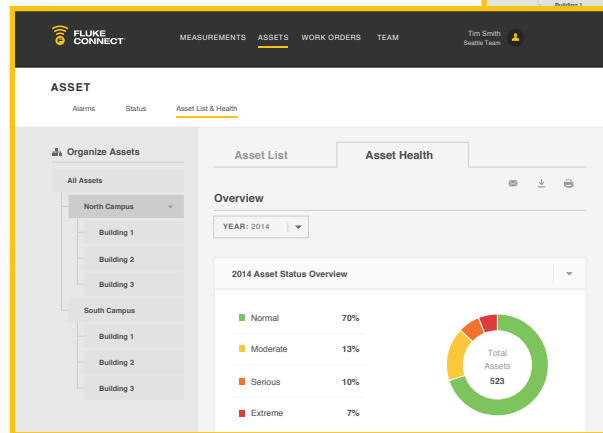 Building 1
FLUKE
CONNECT
MEASUREMENTS ASSETS WORK ORDERS TEAM
Tim Smith
Seattle Team
ASSET
Alarms Status Asset List & Health
Organize Assets
All Assets
North Campus
Building 1
Building 2
Building 3
South Campus
Building 1
Building 2
Building 3
Asset List Asset Health
Overview
YEAR: 2014
2014 Asset Status Overview
Normal 70%
Moderate 13%
Serious 10%
Extreme 7%
Total
Assets
523